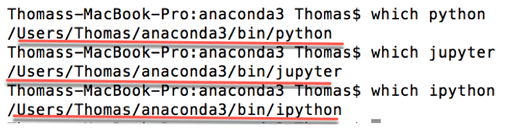 Thomass-MacBook-Pro:anaconda3 Thomas$ which python
/Users/Thomas/anaconda3/bin/python
Thomass-MacBook-Pro:anaconda3 Thomas$ which jupyter
/Users/Thomas/anaconda3/bin/jupyter
Thomass-MacBook-Pro:anaconda3 Thomas$ which ipython
/Users/Thomas/anaconda3/bin/ipython